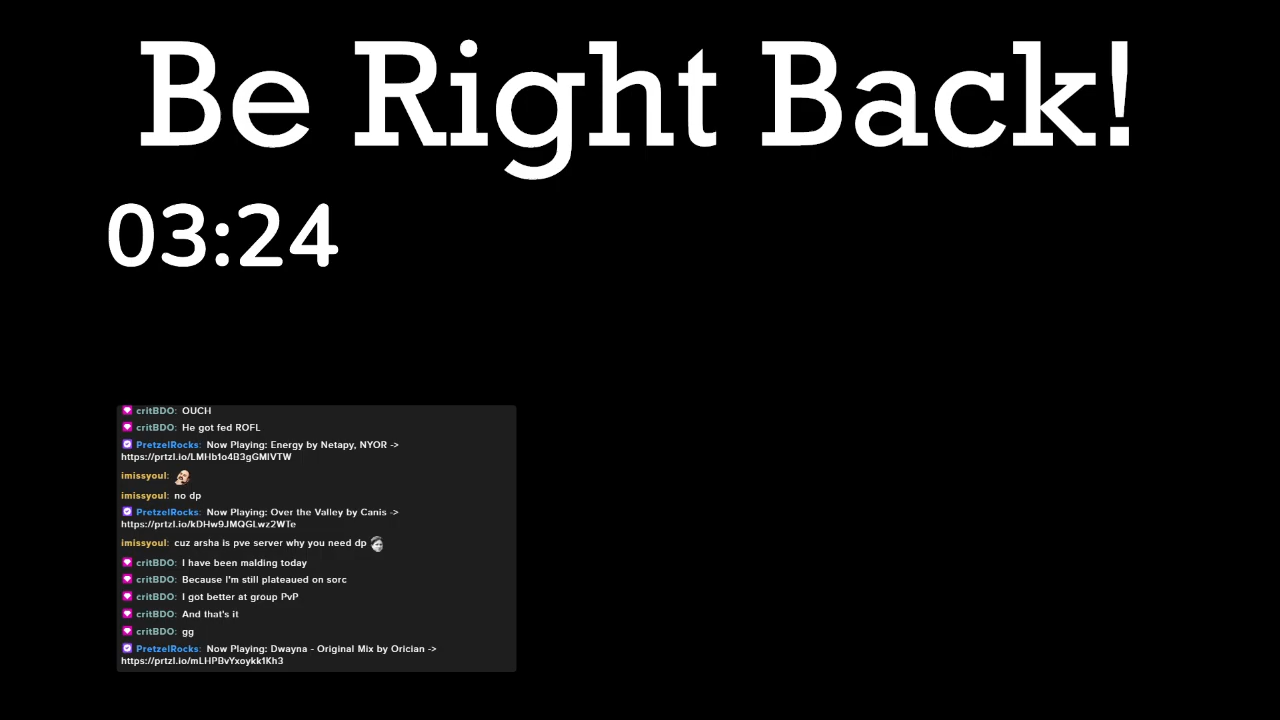 Be Right Back!
03:24
critBDO: OUCH
critBDO: He got fed ROFL
PretzelRocks: Now Playing: Energy by Netapy, NYOR ->
https://prtzl.io/LMHb1o4B3gGMlVTW
imissyoul:
imissyoul: no dp
PretzelRocks: Now Playing: Over the Valley by Canis ->
https://prtzl.io/kDHw9JMQGLwz2WTe
imissyoul: cuz arsha is pve server why you need dp
critBDO: I have been malding today
critBDO: Because I'm still plateaued on sorc
critBDO: I got better at group PvP
critBDO: And that's it
critBDO: gg
PretzelRocks: Now Playing: Dwayna - Original Mix by Orician ->
https://prtzl.io/mLHPBvYxoykk1Kh3